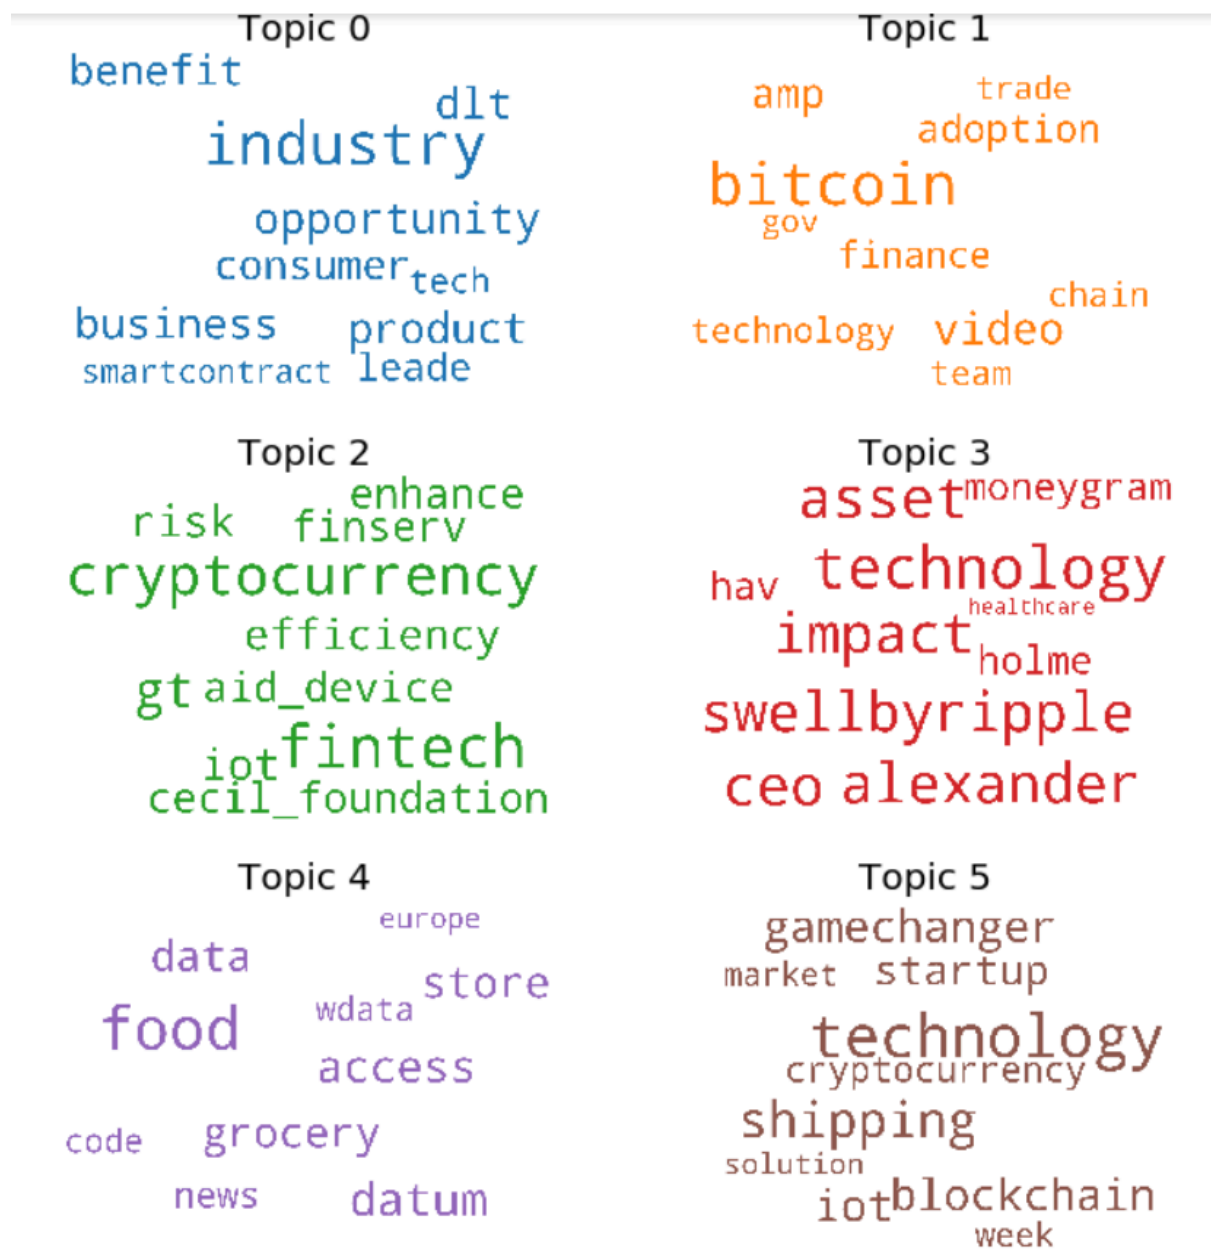 Topic 0
benefit
dlt
industry
opportunity
consumer
tech
business product
smartcontract leade
Topic 1
amp
trade
adoption
bitcoin
gov
finance
chain
technology video
team
Topic 2
enhance
risk finserv
cryptocurrency
efficiency
gt aid_device
iot fintech
cecil_foundation
Topic 3
asset moneygram
technology
hav
healthcare
impact
holme
swellbyripple
ceo alexander
Topic 4
europe
data
store
wdata
food
access
code grocery
news datum
Topic 5
gamechanger
market startup
technology
cryptocurrency
shipping
solution
iot blockchain
week